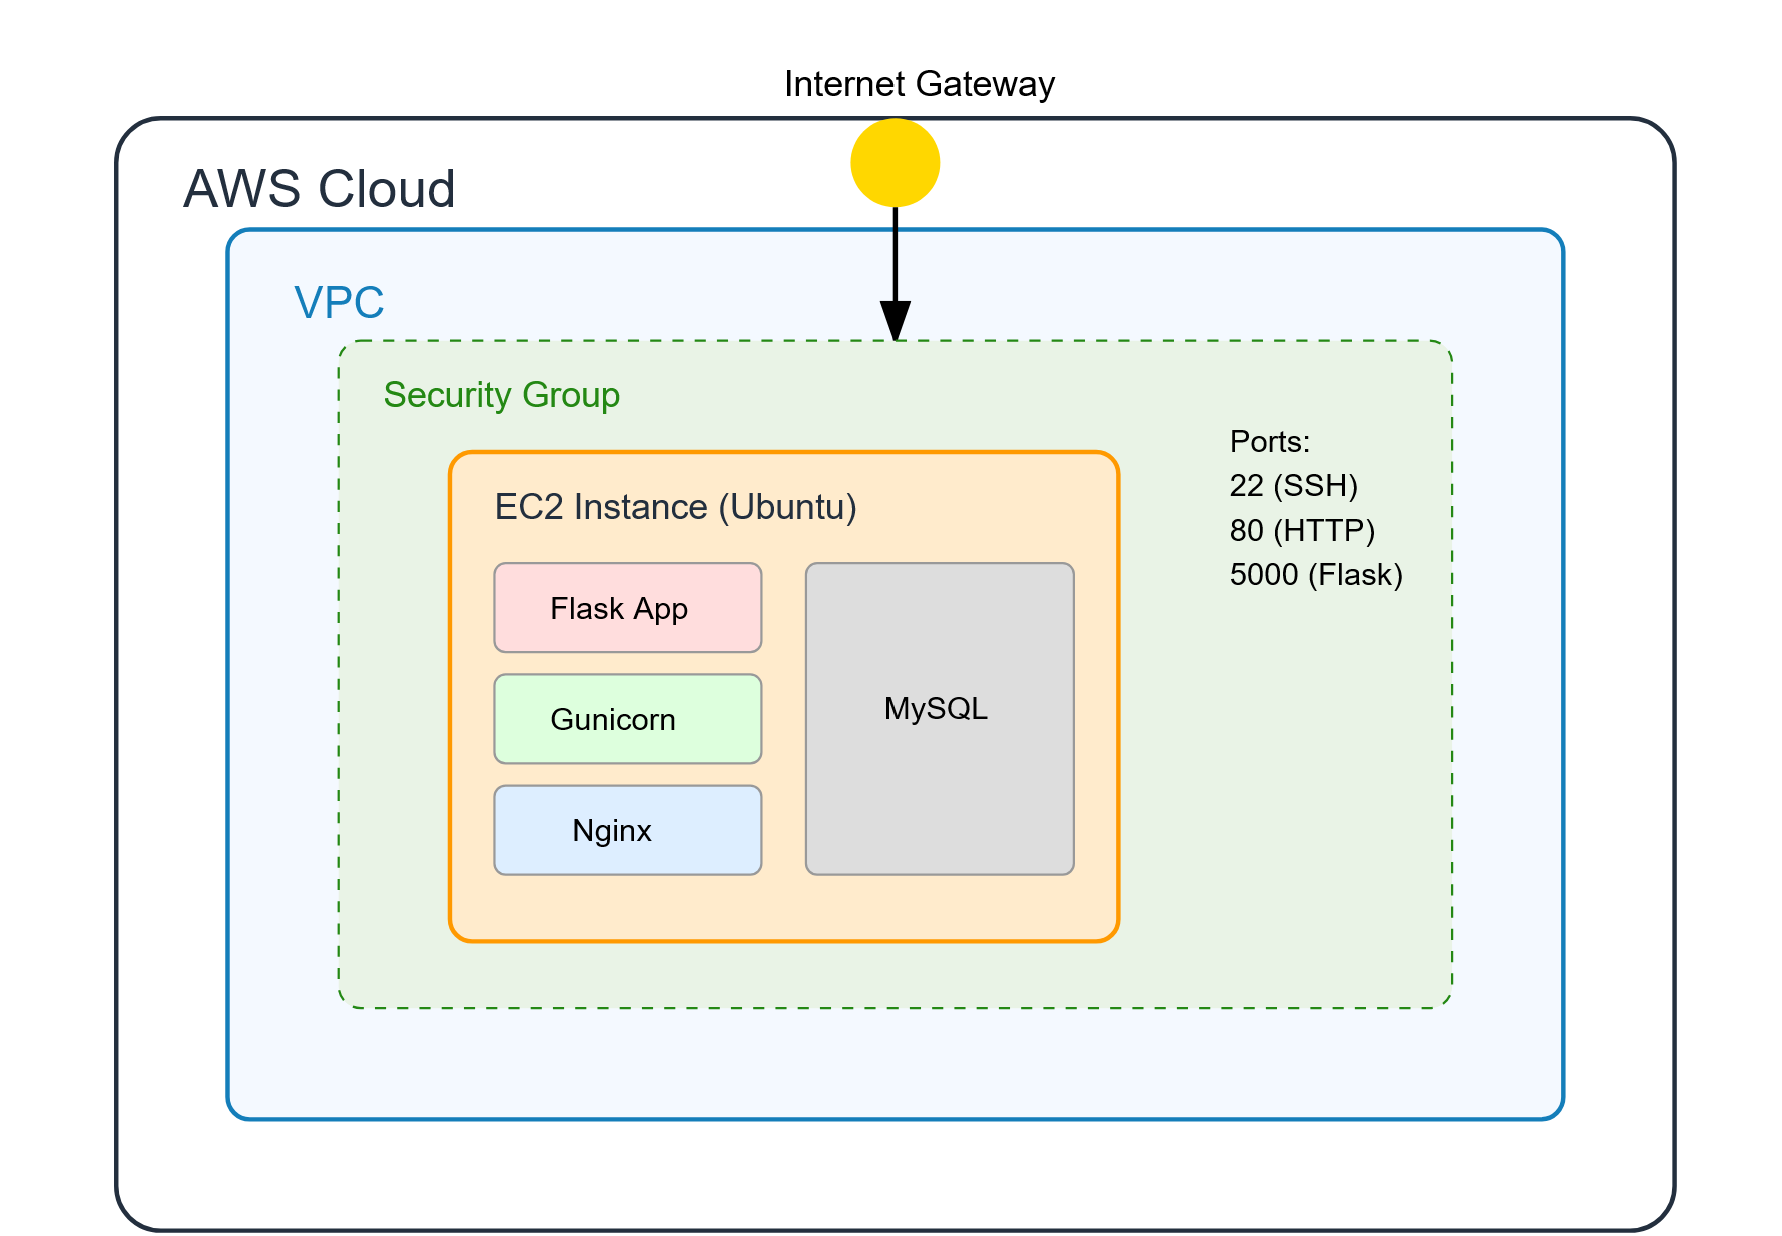 Internet Gateway
AWS Cloud
VPC
Security Group
Ports:
22 (SSH)
80 (HTTP)
5000 (Flask)
EC2 Instance (Ubuntu)
Flask App
Gunicorn
Nginx
MySQL